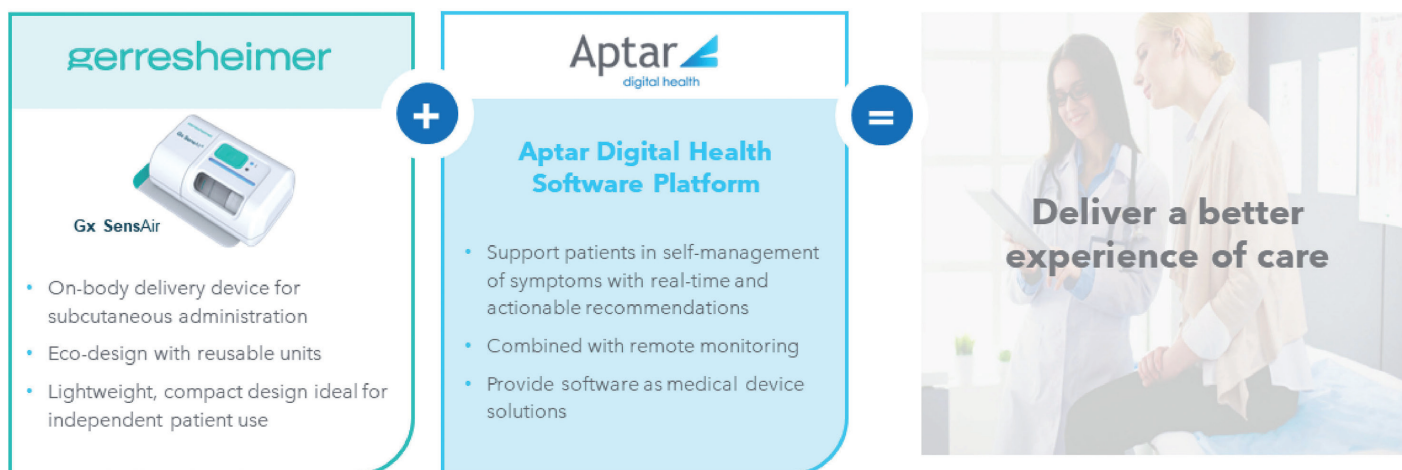 gerresheimer
Gx SensAir
On-body delivery device for
subcutaneous administration
Eco-design with reusable units
Lightweight, compact design ideal for
independent patient use
+
Aptar
digital health
Aptar Digital Health
Software Platform
Support patients in self-management
of symptoms with real-time and
actionable recommendations
Combined with remote monitoring
Provide software as medical device
solutions
=
Deliver a better
experience of care